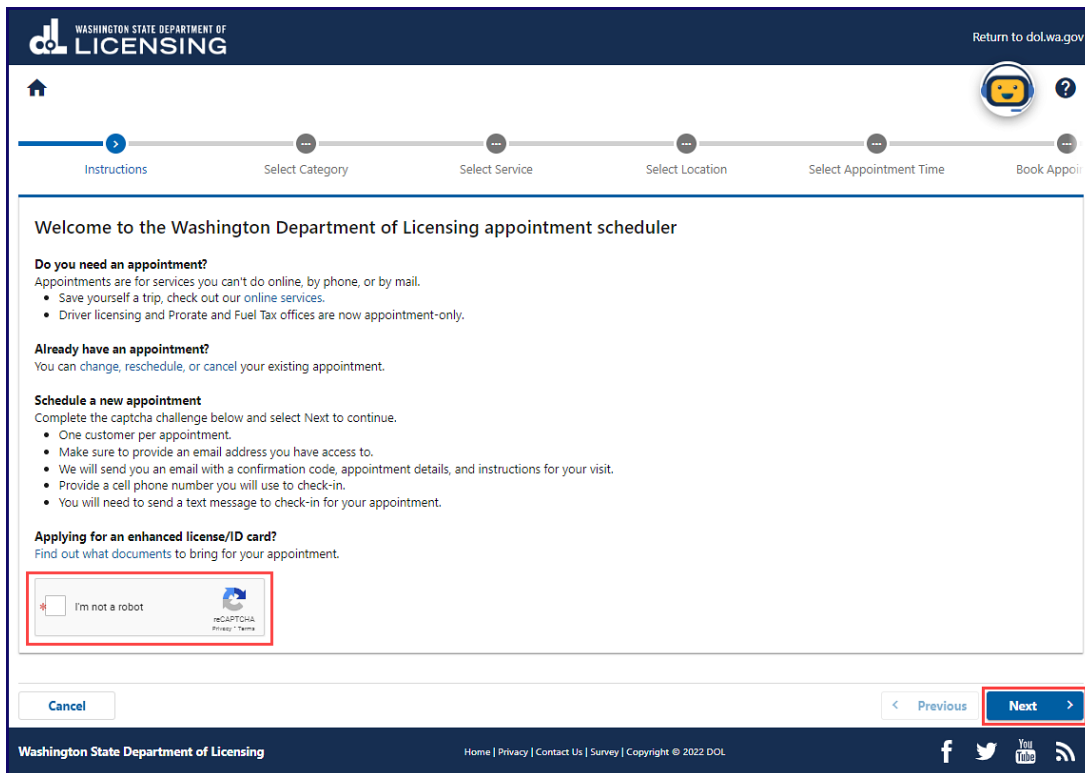 WASHINGTON STATE DEPARTMENT OF
LICENSING
Return to dol.wa.gov
Instructions
Select Category
Select Service
Select Location
Select Appointment Time
Book Appoin
Welcome to the Washington Department of Licensing appointment scheduler
Do you need an appointment?
Appointments are for services you can't do online, by phone, or by mail.
• Save yourself a trip, check out our online services.
• Driver licensing and Prorate and Fuel Tax offices are now appointment-only.
Already have an appointment?
You can change, reschedule, or cancel your existing appointment.
Schedule a new appointment
Complete the captcha challenge below and select Next to continue.
• One customer per appointment.
• Make sure to provide an email address you have access to.
• We will send you an email with a confirmation code, appointment details, and instructions for your visit.
• Provide a cell phone number you will use to check-in.
• You will need to send a text message to check-in for your appointment.
Applying for an enhanced license/ID card?
Find out what documents to bring for your appointment.
* I'm not a robot
reCAPTCHA
Privacy • Terms
Cancel
< Previous
Next >
Washington State Department of Licensing
Home | Privacy | Contact Us | Survey | Copyright © 2022 DOL
You
Tube